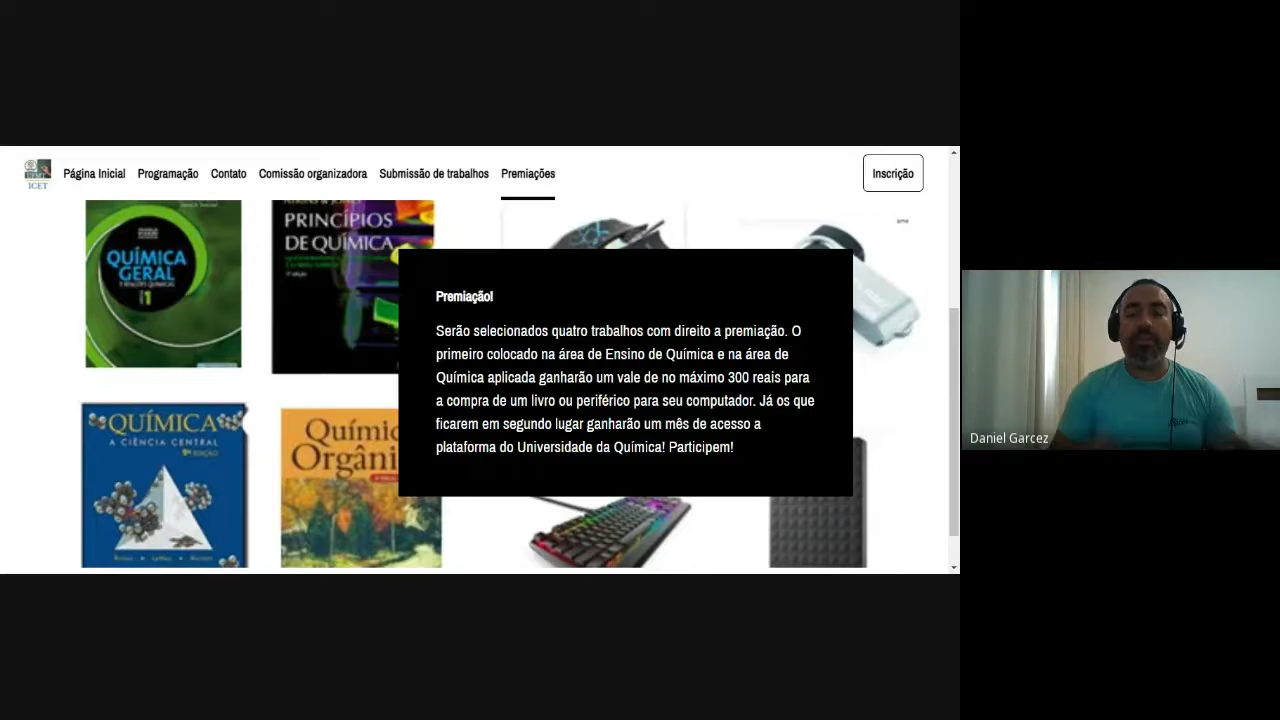 ICET
Página Inicial
Programação
Contato
Comissão organizadora
Submissão de trabalhos
Premiações
Inscrição
QUÍMICA
GERAL
1
PRINCÍPIOS
DE QUÍMICA
Premiação!
Serão selecionados quatro trabalhos com direito a premiação. O
primeiro colocado na área de Ensino de Química e na área de
Química aplicada ganharão um vale de no máximo 300 reais para
a compra de um livro ou periférico para seu computador. Já os que
ficarem em segundo lugar ganharão um mês de acesso a
plataforma do Universidade da Química! Participem!
QUÍMICA
A CIÊNCIA CENTRAL
9ª EDIÇÃO
Químic
Orgâni
Daniel Garcez